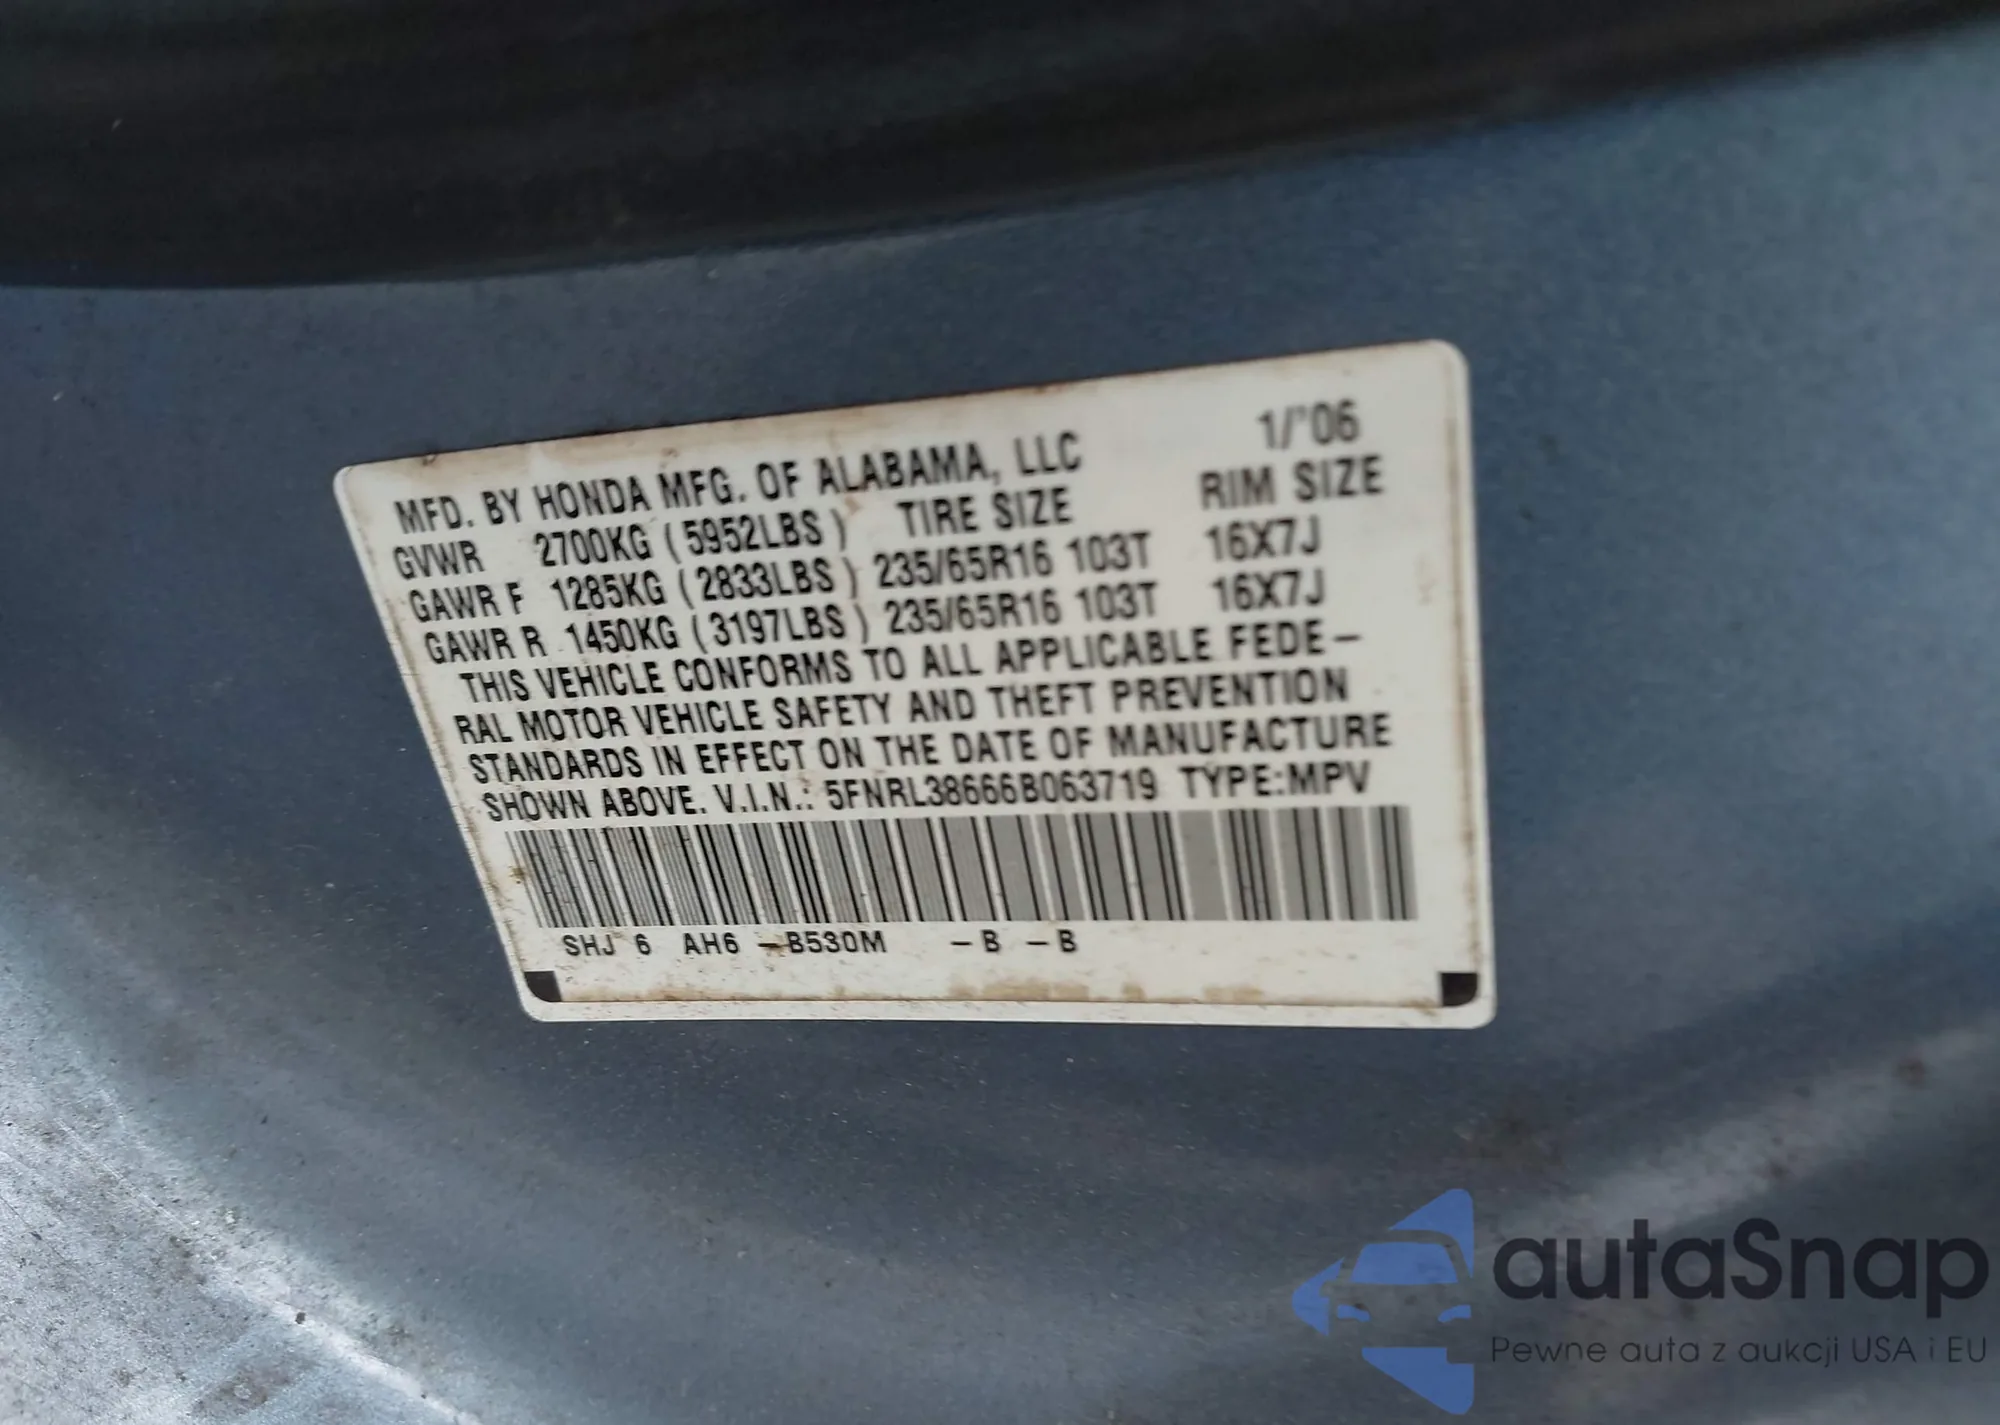 MFD. BY HONDA MFG. OF ALABAMA, LLC 1/'06
GVWR 2700KG (5952LBS) TIRE SIZE RIM SIZE
GAWR F 1285KG (2833LBS) 235/65R16 103T 16X7J
GAWR R 1450KG (3197LBS) 235/65R16 103T 16X7J
THIS VEHICLE CONFORMS TO ALL APPLICABLE FEDE-
RAL MOTOR VEHICLE SAFETY AND THEFT PREVENTION
STANDARDS IN EFFECT ON THE DATE OF MANUFACTURE
SHOWN ABOVE. V.I.N.: 5FNRL38666B063719 TYPE:MPV
SHJ 6 AH6 -B530M -B -B
autaSnap
Pewne auta z aukcji USA i EU